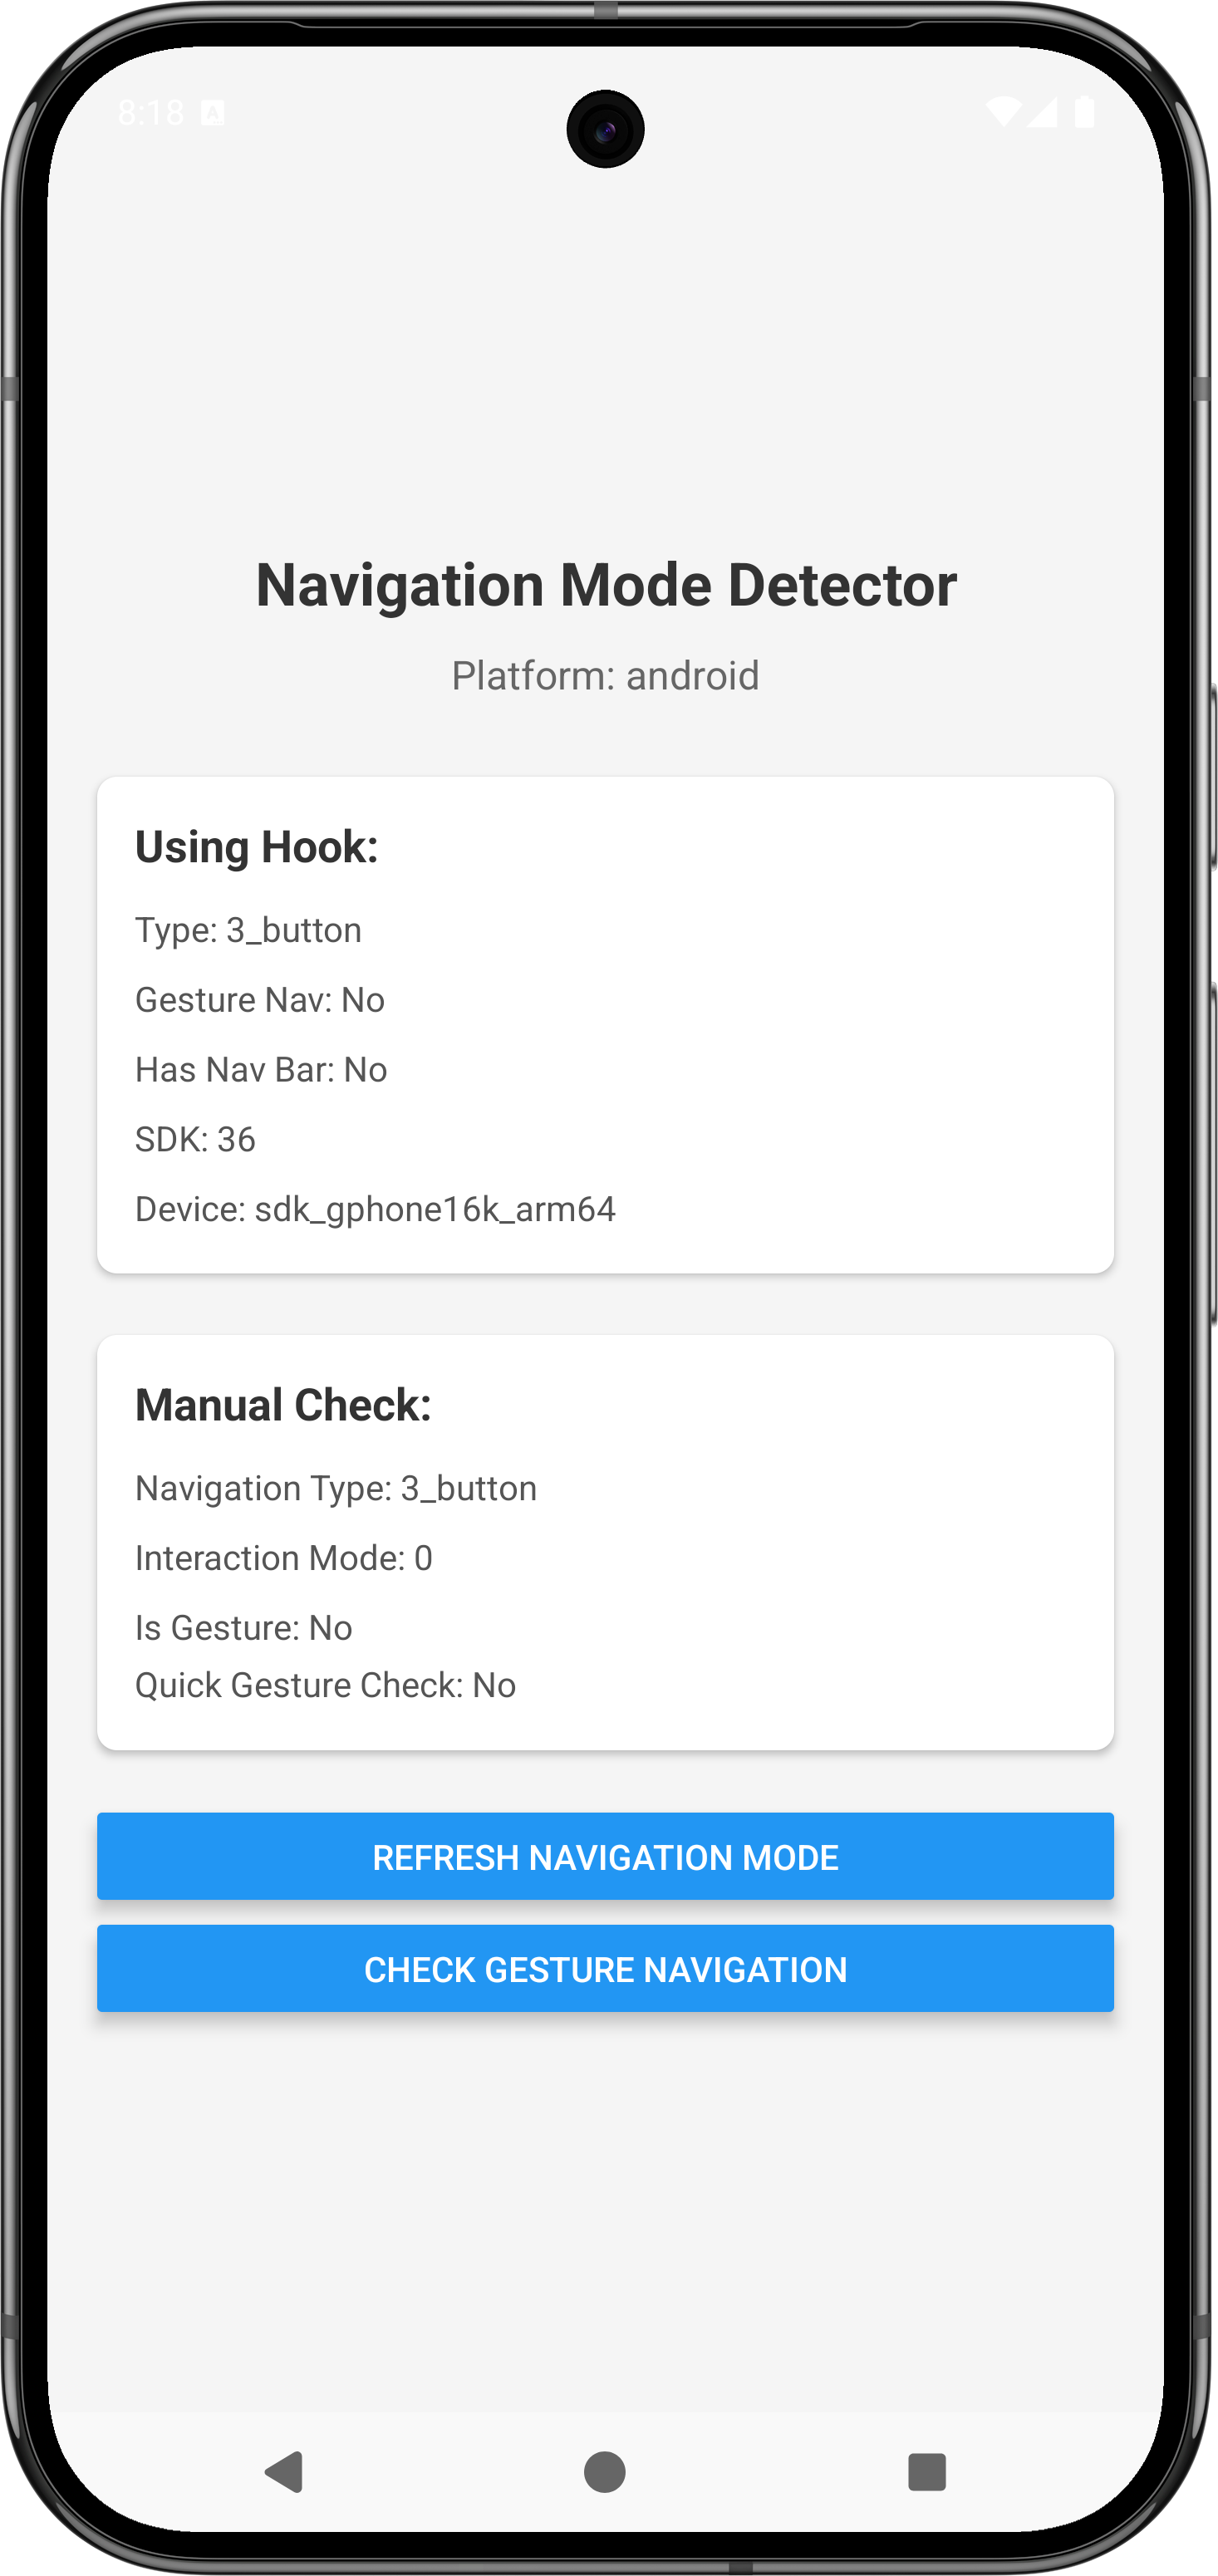 8:18
Navigation Mode Detector
Platform: android
Using Hook:
Type: 3_button
Gesture Nav: No
Has Nav Bar: No
SDK: 36
Device: sdk_gphone16k_arm64
Manual Check:
Navigation Type: 3_button
Interaction Mode: 0
Is Gesture: No
Quick Gesture Check: No
REFRESH NAVIGATION MODE
CHECK GESTURE NAVIGATION